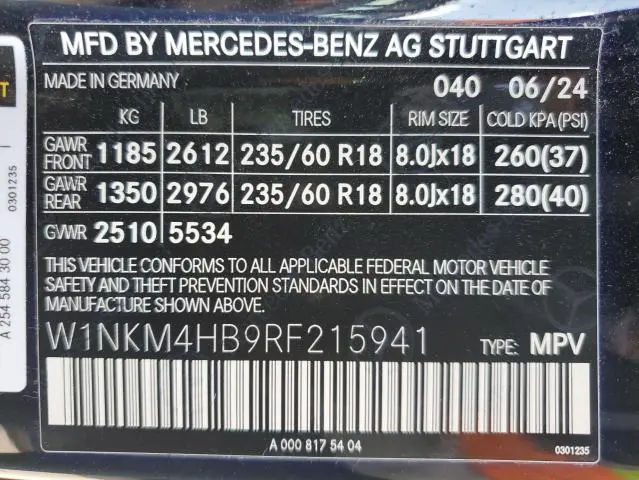 MFD BY MERCEDES-BENZ AG STUTTGART
MADE IN GERMANY 040 06/24
KG LB TIRES RIM SIZE COLD KPA(PSI)
GAWR FRONT 1185 2612 235/60 R18 8.0Jx18 260(37)
GAWR REAR 1350 2976 235/60 R18 8.0Jx18 280(40)
GVWR 2510 5534
THIS VEHICLE CONFORMS TO ALL APPLICABLE FEDERAL MOTOR VEHICLE
SAFETY AND THEFT PREVENTION STANDARDS IN EFFECT ON THE DATE OF
MANUFACTURE SHOWN ABOVE.
W1NKM4HB9RF215941 TYPE: MPV
A 000 817 54 04
0301235
A 254 584 30 00 0301235